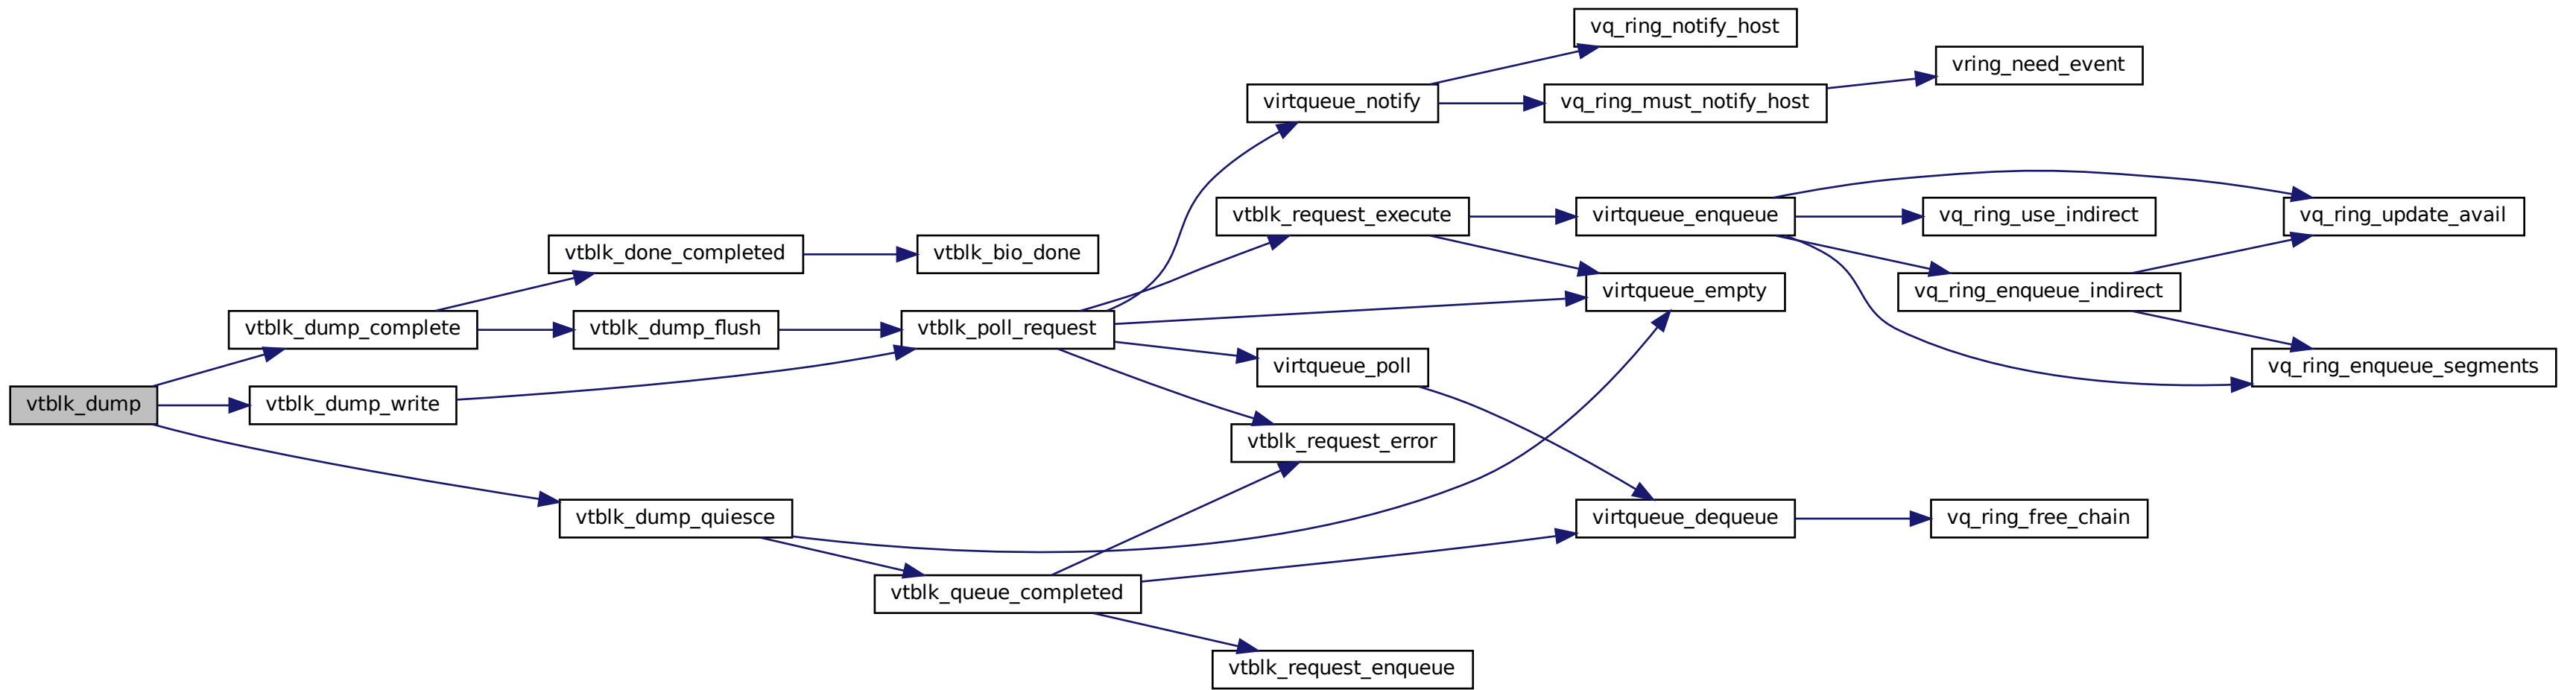 vq_ring_notify_host
vring_need_event
virtqueue_notify
vq_ring_must_notify_host
vtblk_request_execute
virtqueue_enqueue
vq_ring_use_indirect
vq_ring_update_avail
vtblk_done_completed
vtblk_bio_done
virtqueue_empty
vq_ring_enqueue_indirect
vtblk_dump_complete
vtblk_dump_flush
vtblk_poll_request
virtqueue_poll
vq_ring_enqueue_segments
vtblk_dump
vtblk_dump_write
vtblk_request_error
vtblk_dump_quiesce
virtqueue_dequeue
vq_ring_free_chain
vtblk_queue_completed
vtblk_request_enqueue